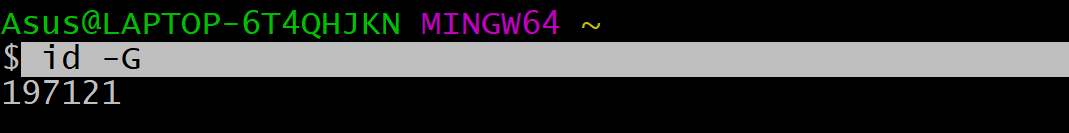 Asus@LAPTOP-6T4QHJKN MINGW64 ~
$ id -G
197121